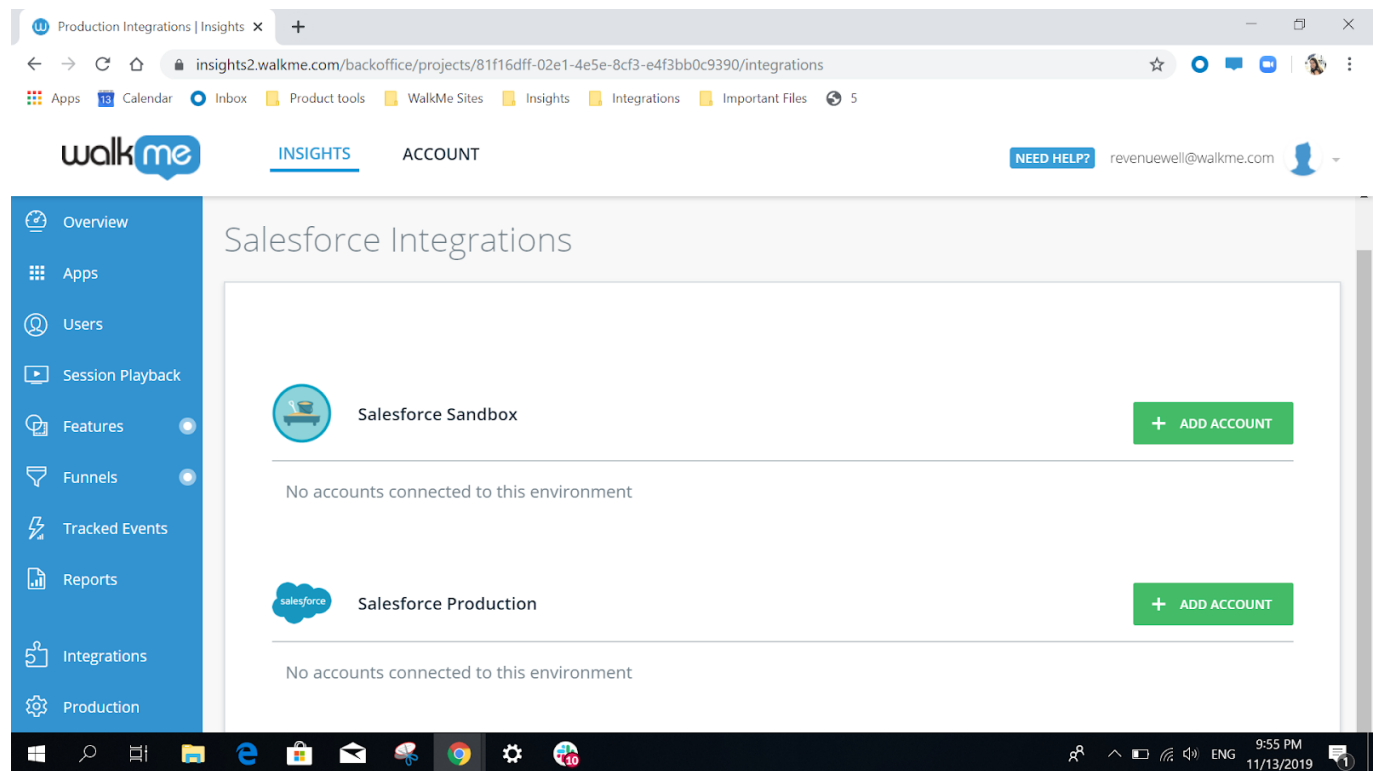 Production Integrations | Insights
insights2.walkme.com/backoffice/projects/81f16dff-02e1-4e5e-8cf3-e4f3bb0c9390/integrations
Apps 13 Calendar Inbox Product tools WalkMe Sites Insights Integrations Important Files 5
walkme INSIGHTS ACCOUNT NEED HELP? revenuewell@walkme.com
Overview
Salesforce Integrations
Apps
Users
Session Playback
Salesforce Sandbox + ADD ACCOUNT
Features
Funnels
No accounts connected to this environment
Tracked Events
Reports
salesforce Salesforce Production + ADD ACCOUNT
Integrations
No accounts connected to this environment
Production
10 ENG 9:55 PM
11/13/2019 1